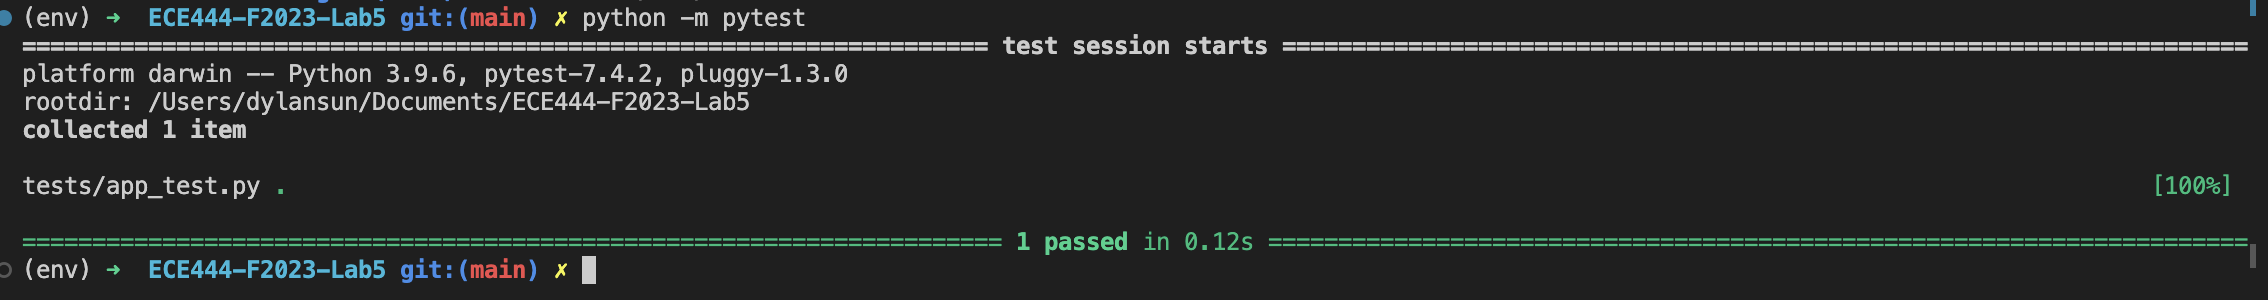 (env) ➜ ECE444-F2023-Lab5 git:(main) ✗ python -m pytest
============================== test session starts ==============================
platform darwin -- Python 3.9.6, pytest-7.4.2, pluggy-1.3.0
rootdir: /Users/dylansun/Documents/ECE444-F2023-Lab5
collected 1 item
tests/app_test.py . [100%]
============================== 1 passed in 0.12s ==============================
(env) ➜ ECE444-F2023-Lab5 git:(main) ✗